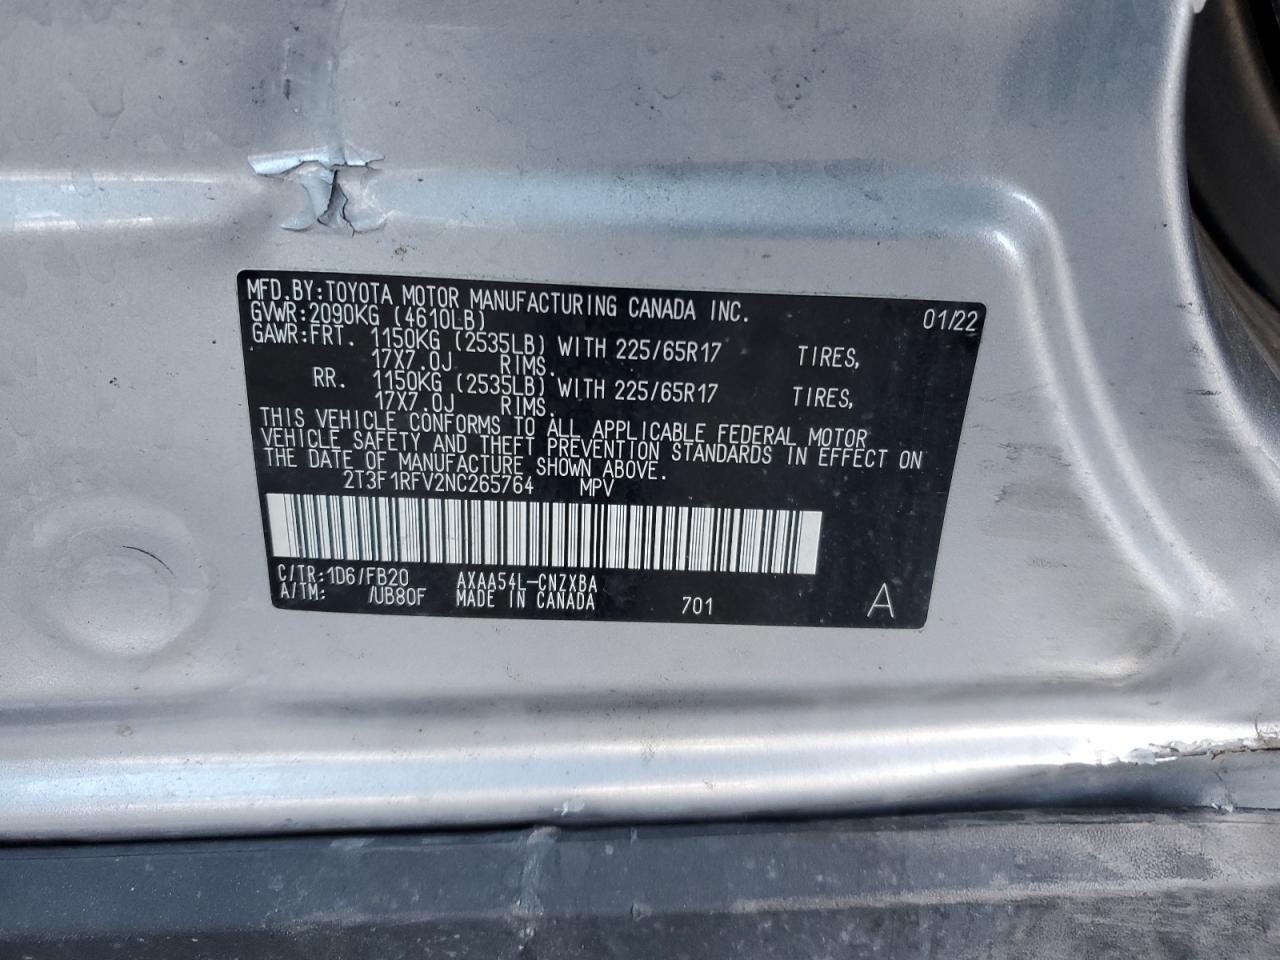 MFD.BY:TOYOTA MOTOR MANUFACTURING CANADA INC. 01/22
GVWR:2090KG (4610LB)
GAWR:FRT. 1150KG (2535LB) WITH 225/65R17 TIRES,
17X7.0J RIMS.
RR. 1150KG (2535LB) WITH 225/65R17 TIRES,
17X7.0J RIMS.
THIS VEHICLE CONFORMS TO ALL APPLICABLE FEDERAL MOTOR
VEHICLE SAFETY AND THEFT PREVENTION STANDARDS IN EFFECT ON
THE DATE OF MANUFACTURE SHOWN ABOVE.
2T3F1RFV2NC265764 MPV
C/TR:1D6/FB20 AXAA54L-CNZXBA
A/TM: /UB80F MADE IN CANADA 701 A